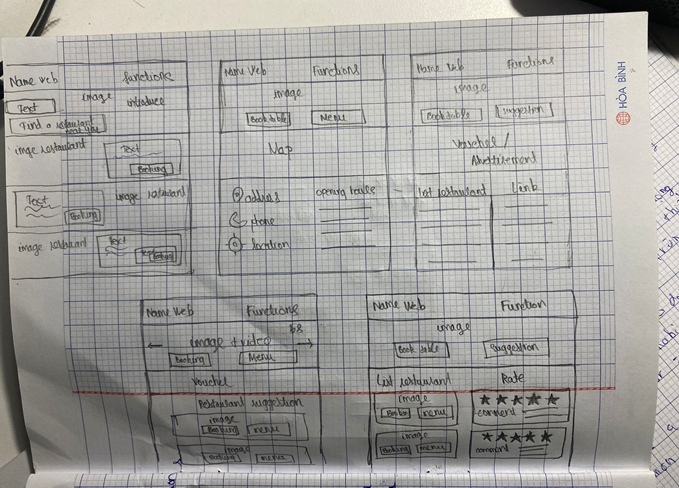 Name web functions
image introduce
Text
Find a restaurant near you
imge restaurant Text
Booking
Text image restaurant
Booking
image restaurant Text
Name Web Functions
image
Book table Menu
Map
address opening house
phone
location
Name Web Functions
image
Book table suggestion
Voucher /
Advertisement
List restaurant Link
Name Web Functions
image + video
Booking Menu
Voucher
Restaurant suggestion
image
Booking menu
image
Booking menu
Name Web Function
image
Book table Suggestion
List restaurant Rate
image
Booking menu comment
image
Booking menu comment
HÒA BÌNH